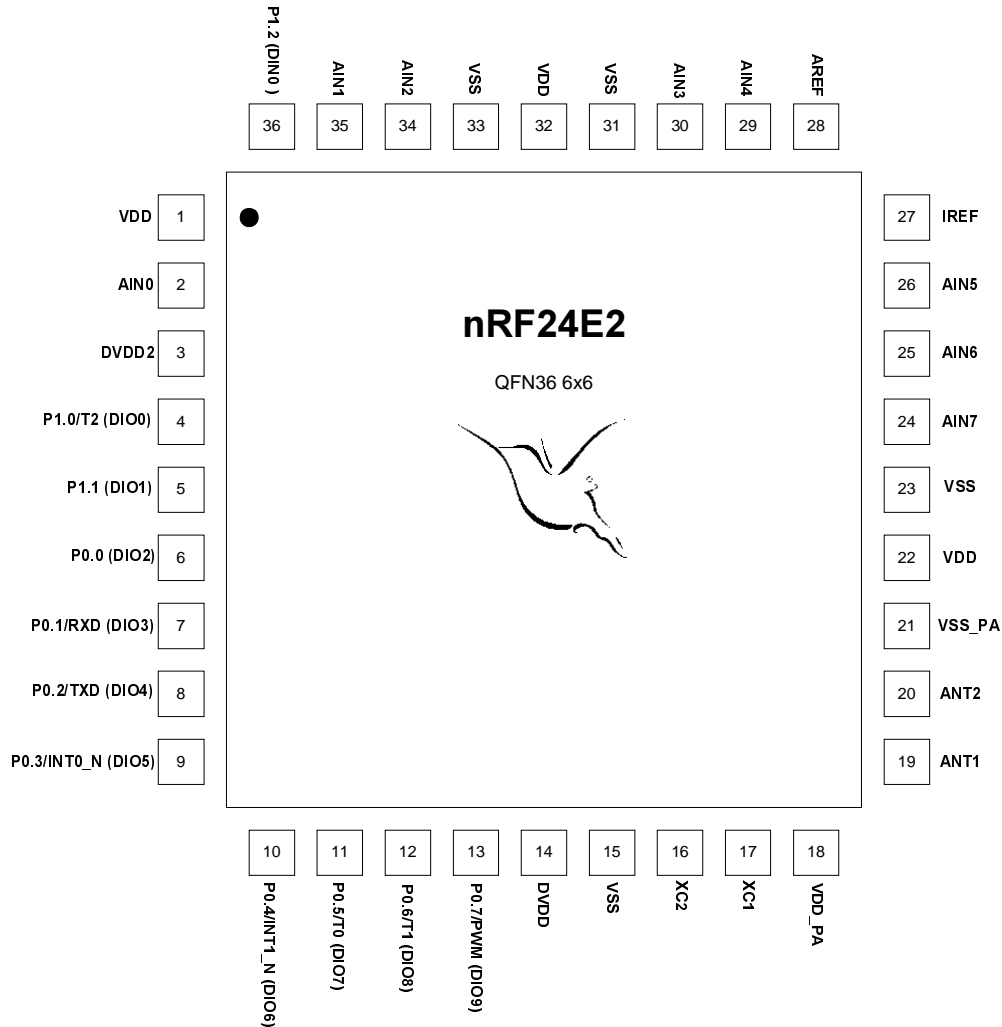 P1.2 (DIN0 )
AIN1
AIN2
VSS
VDD
VSS
AIN3
AIN4
AREF
36
35
34
33
32
31
30
29
28
VDD
1
27
IREF
AIN0
2
26
AIN5
DVDD2
3
25
AIN6
P1.0/T2 (DIO0)
4
24
AIN7
P1.1 (DIO1)
5
23
VSS
P0.0 (DIO2)
6
22
VDD
P0.1/RXD (DIO3)
7
21
VSS_PA
P0.2/TXD (DIO4)
8
20
ANT2
P0.3/INT0_N (DIO5)
9
19
ANT1
nRF24E2
QFN36 6x6
10
11
12
13
14
15
16
17
18
P0.4/INT1_N (DIO6)
P0.5/T0 (DIO7)
P0.6/T1 (DIO8)
P0.7/PWM (DIO9)
DVDD
VSS
XC2
XC1
VDD_PA